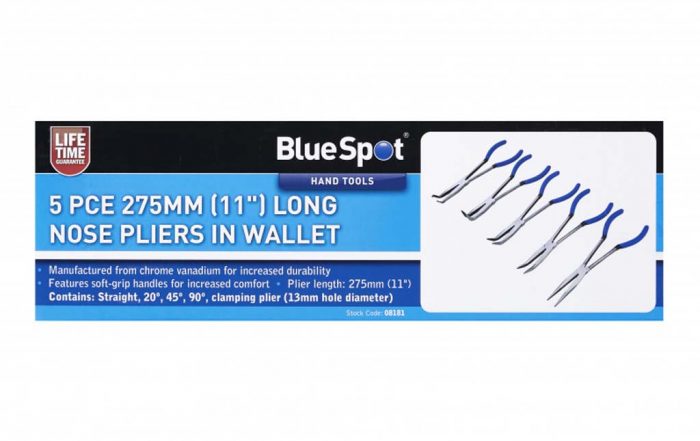 LIFE
TIME
GUARANTEE
BlueSpot®
HAND TOOLS
5 PCE 275MM (11") LONG
NOSE PLIERS IN WALLET
• Manufactured from chrome vanadium for increased durability
• Features soft-grip handles for increased comfort • Plier length: 275mm (11")
Contains: Straight, 20°, 45°, 90°, clamping plier (13mm hole diameter)
Stock Code: 08181